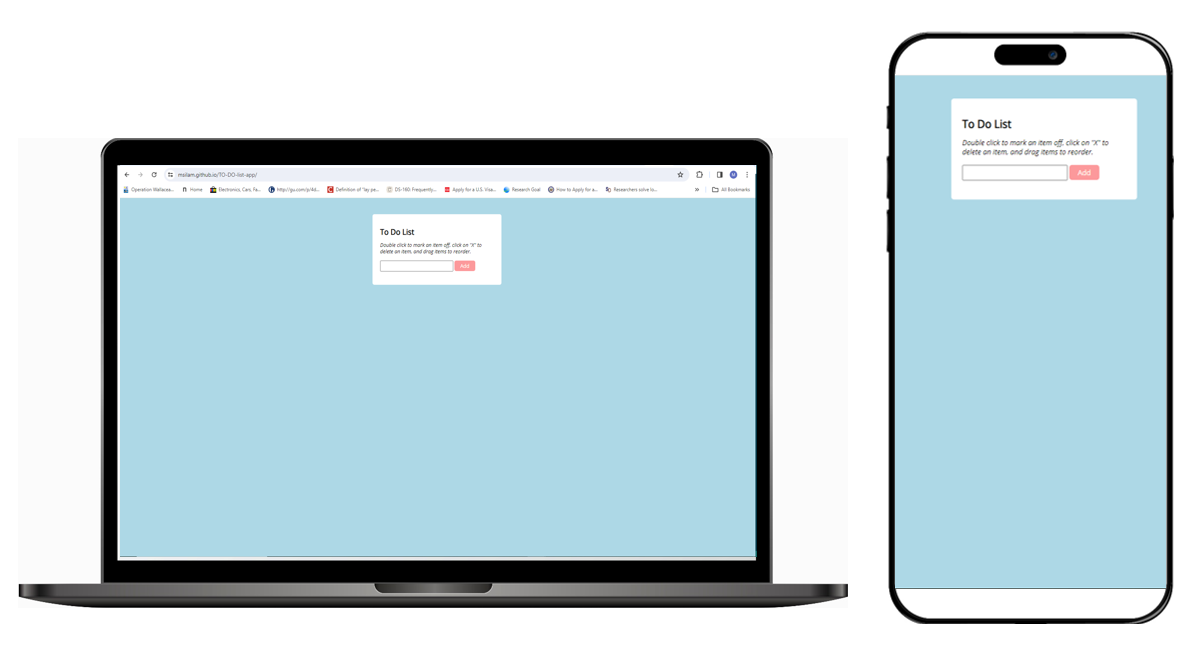 msilam.github.io/TO-DO-list-app/
Operation Wallacea... Home Electronics, Cars, Fa... http://gu.com/p/4d... Definition of "lay pe... DS-160: Frequently... Apply for a U.S. Visa... Research Goal How to Apply for a... Researchers solve to... » All Bookmarks
To Do List
Double click to mark an item off, click on "X" to
delete an item, and drag items to reorder.
Add
To Do List
Double click to mark an item off, click on "X" to
delete an item, and drag items to reorder.
Add